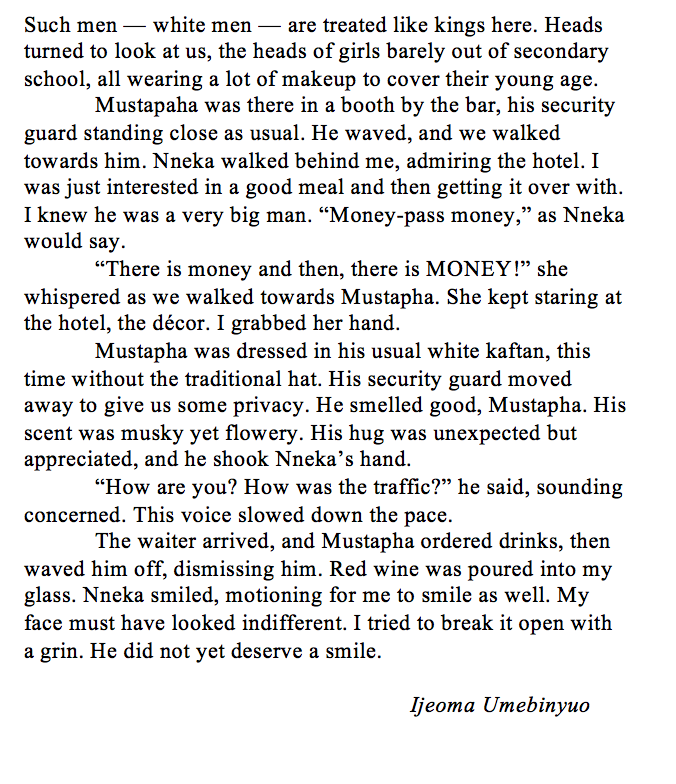 Such men — white men — are treated like kings here. Heads
turned to look at us, the heads of girls barely out of secondary
school, all wearing a lot of makeup to cover their young age.
Mustapaha was there in a booth by the bar, his security
guard standing close as usual. He waved, and we walked
towards him. Nneka walked behind me, admiring the hotel. I
was just interested in a good meal and then getting it over with.
I knew he was a very big man. “Money-pass money,” as Nneka
would say.
“There is money and then, there is MONEY!” she
whispered as we walked towards Mustapha. She kept staring at
the hotel, the décor. I grabbed her hand.
Mustapha was dressed in his usual white kaftan, this
time without the traditional hat. His security guard moved
away to give us some privacy. He smelled good, Mustapha. His
scent was musky yet flowery. His hug was unexpected but
appreciated, and he shook Nneka’s hand.
“How are you? How was the traffic?” he said, sounding
concerned. This voice slowed down the pace.
The waiter arrived, and Mustapha ordered drinks, then
waved him off, dismissing him. Red wine was poured into my
glass. Nneka smiled, motioning for me to smile as well. My
face must have looked indifferent. I tried to break it open with
a grin. He did not yet deserve a smile.
Ijeoma Umebinyuo